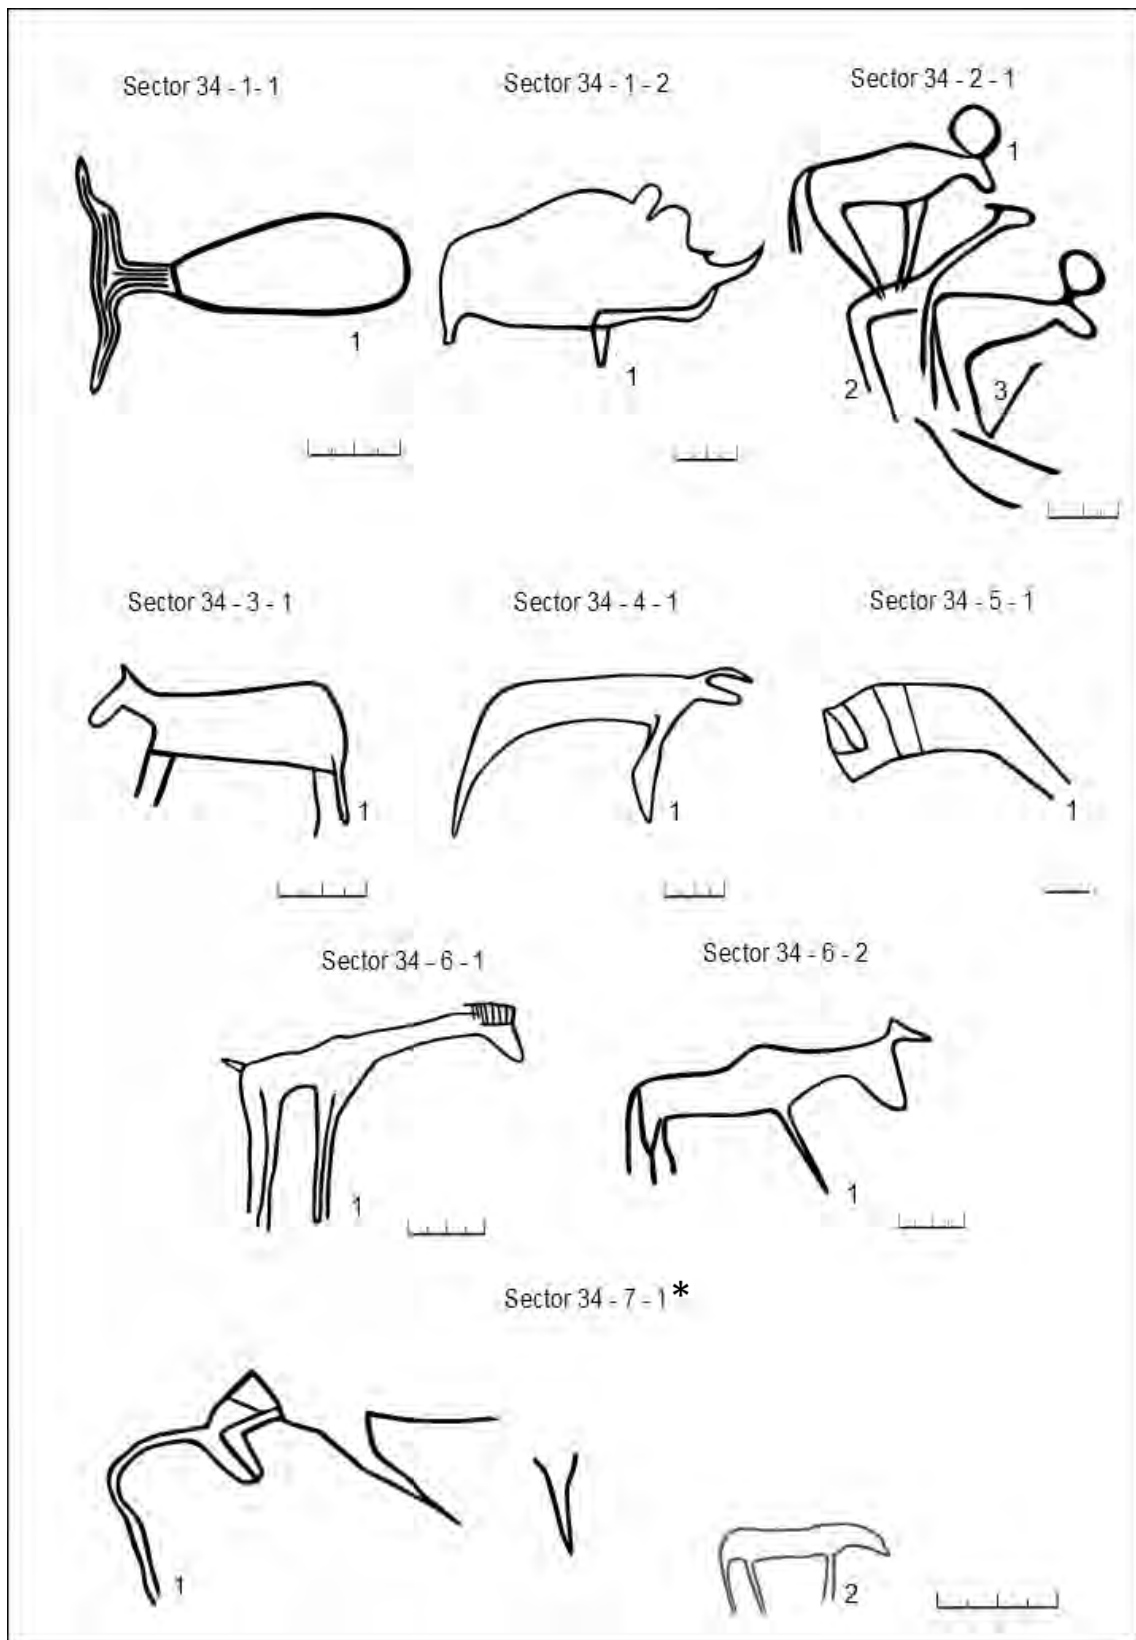 Sector 34 - 1- 1
Sector 34 - 1 - 2
Sector 34 - 2 - 1
1
1
1
2
3
Sector 34 - 3 - 1
Sector 34 - 4 - 1
Sector 34 - 5 - 1
1
1
1
Sector 34 - 6 - 1
Sector 34 - 6 - 2
1
1
Sector 34 - 7 - 1*
1
2